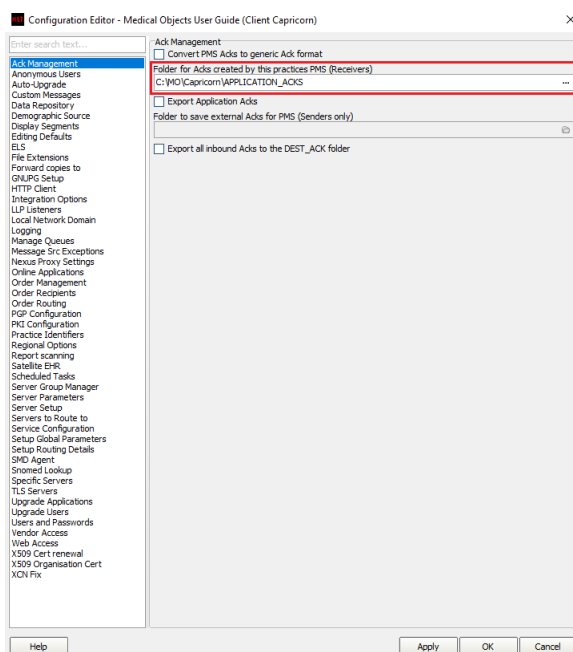 Configuration Editor - Medical Objects User Guide (Client Capricorn)
Enter search text...
Ack Management
Anonymous Users
Auto-Upgrade
Custom Messages
Data Repository
Demographic Source
Display Segments
Editing Defaults
ELS
File Extensions
Forward copies to
GNUPG Setup
HTTP Client
Integration Options
LLP Listeners
Local Network Domain
Logging
Manage Queues
Message Src Exceptions
Nexus Proxy Settings
Online Applications
Order Management
Order Recipients
Order Routing
PGP Configuration
PKI Configuration
Practice Identifiers
Regional Options
Report scanning
Satellite EHR
Scheduled Tasks
Server Group Manager
Server Parameters
Server Setup
Servers to Route to
Service Configuration
Setup Global Parameters
Setup Routing Details
SMD Agent
Snomed Lookup
Specific Servers
TLS Servers
Upgrade Applications
Upgrade Users
Users and Passwords
Vendor Access
Web Access
X509 Cert renewal
X509 Organisation Cert
XCN Fix
Ack Management
Convert PMS Acks to generic Ack format
Folder for Acks created by this practices PMS (Receivers)
C:\MO\Capricorn\APPLICATION_ACKS
...
Export Application Acks
Folder to save external Acks for PMS (Senders only)
Export all inbound Acks to the DEST_ACK folder
Help
Apply
OK
Cancel